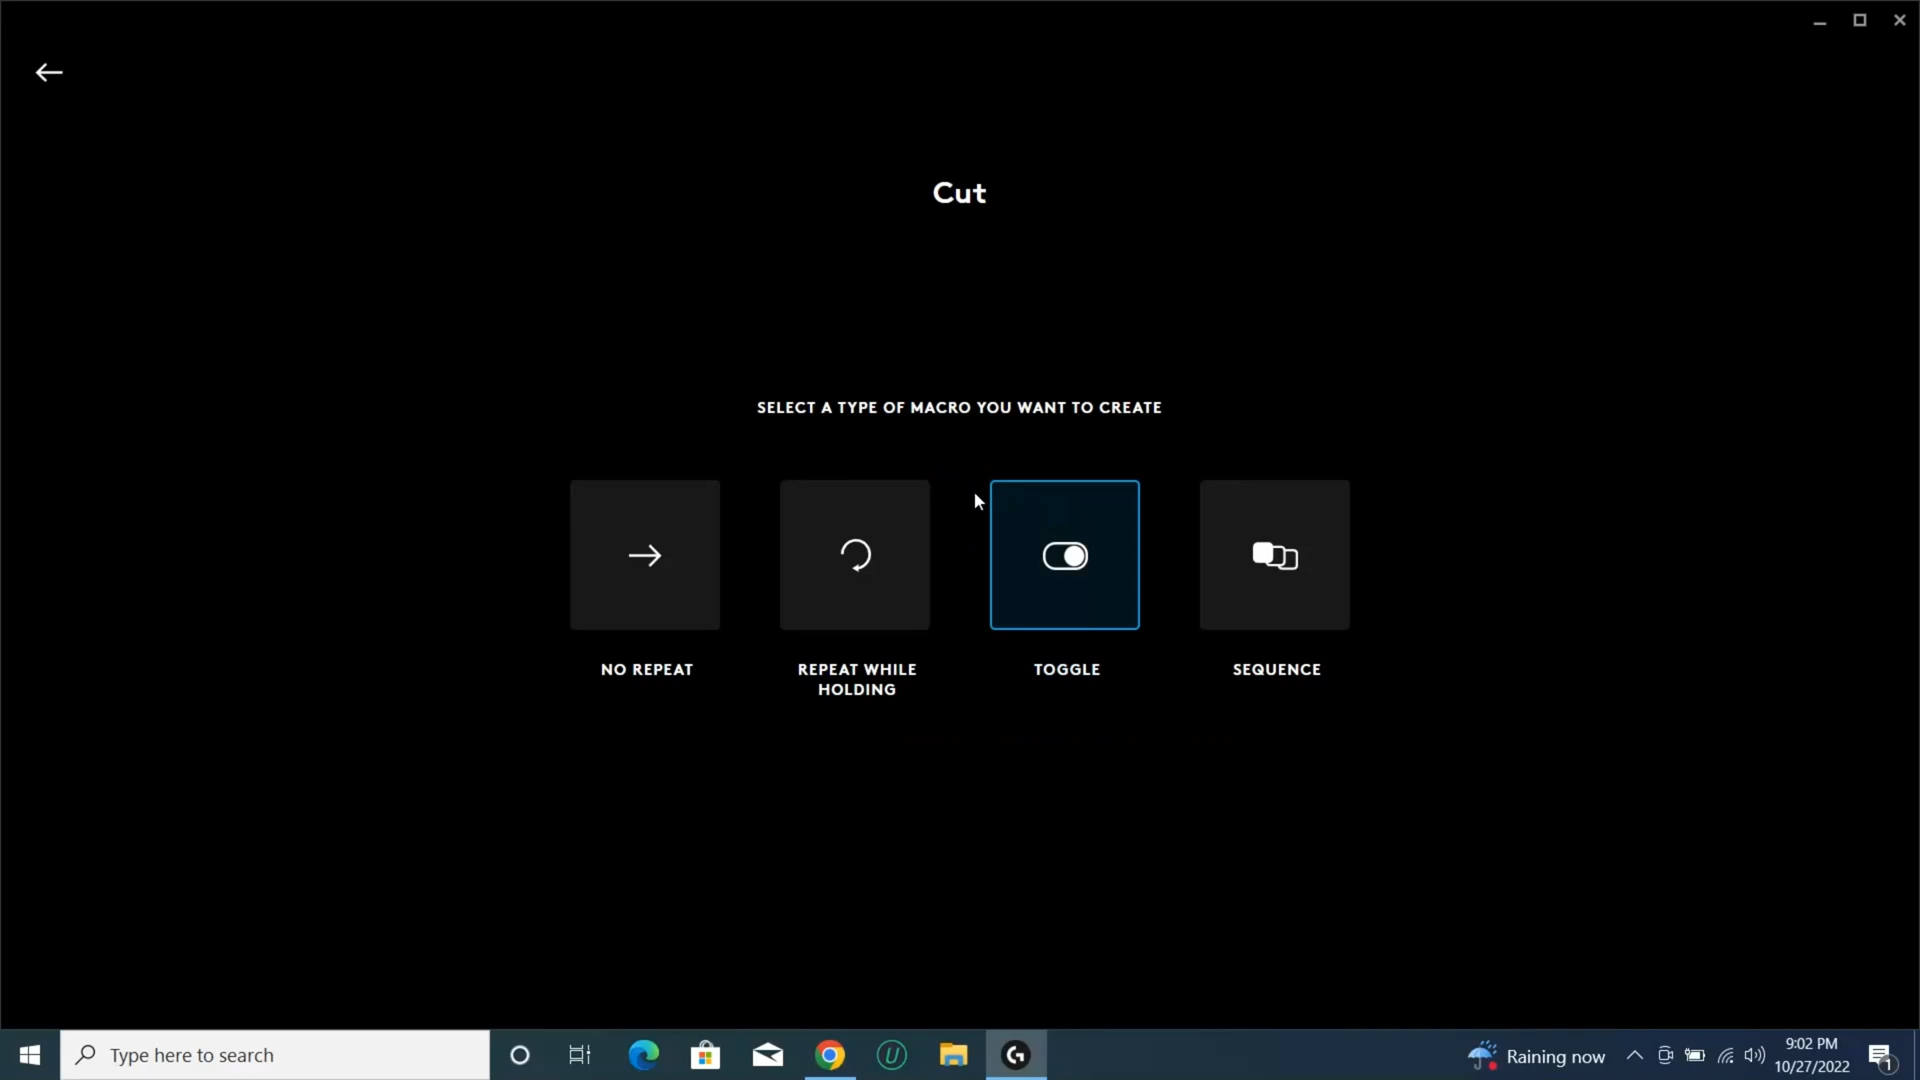 Cut
SELECT A TYPE OF MACRO YOU WANT TO CREATE
NO REPEAT
REPEAT WHILE
HOLDING
TOGGLE
SEQUENCE
Type here to search
Raining now
9:02 PM
10/27/2022
1